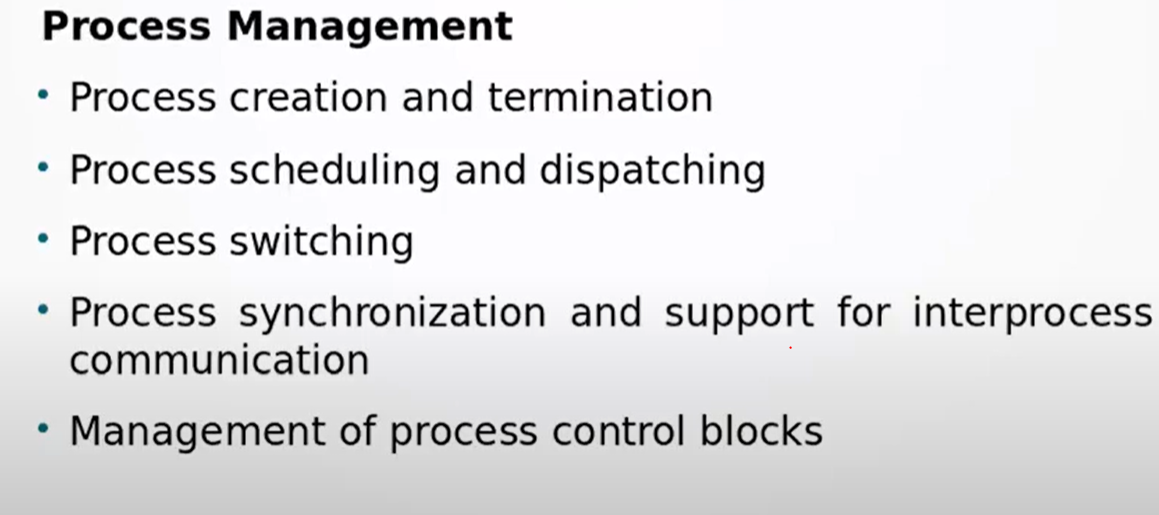 Process Management
• Process creation and termination
• Process scheduling and dispatching
• Process switching
• Process synchronization and support for interprocess
communication
• Management of process control blocks